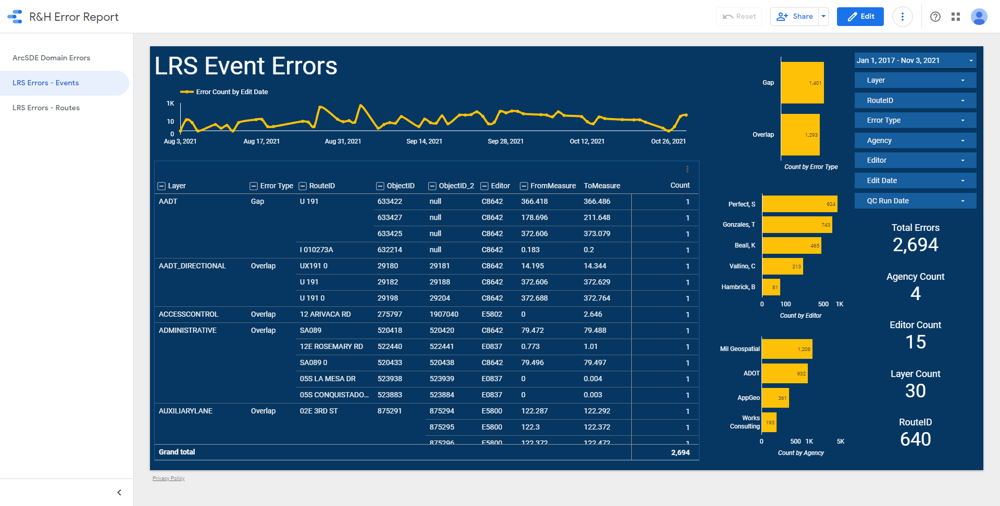 R&H Error Report
Reset
Share
Edit
ArcSDE Domain Errors
LRS Errors - Events
LRS Errors - Routes
LRS Event Errors
Error Count by Edit Date
1K
10
0
Aug 3, 2021 Aug 17, 2021 Aug 31, 2021 Sep 14, 2021 Sep 28, 2021 Oct 12, 2021 Oct 26, 2021
Layer Error Type RouteID ObjectID ObjectID_2 Editor FromMeasure ToMeasure Count
AADT Gap U 191 633422 null C8642 366.418 366.486 1
633427 null C8642 178.696 211.648 1
633425 null C8642 372.606 373.079 1
I 010273A 632214 null C8642 0.183 0.2 1
AADT_DIRECTIONAL Overlap UX191 0 29180 29181 C8642 14.195 14.344 1
U 191 29182 29188 C8642 372.606 372.629 1
U 191 0 29198 29204 C8642 372.688 372.764 1
ACCESSCONTROL Overlap 12 ARIVACA RD 275797 1907040 E5802 0 2.646 1
ADMINISTRATIVE Overlap SA089 520418 520420 C8642 79.472 79.488 1
12E ROSEMARY RD 522440 522441 E0837 0.773 1.01 1
SA089 0 520433 520438 C8642 79.496 79.497 1
05S LA MESA DR 523938 523939 E0837 0 0.004 1
05S CONQUISTADO... 523883 523884 E0837 0 0.003 1
AUXILIARYLANE Overlap 02E 3RD ST 875291 875294 E5800 122.287 122.292 1
875295 E5800 122.3 122.372 1
875296 E5800 122.372 122.472 1
Grand total 2,694
Gap 1,401
Overlap 1,293
Count by Error Type
Perfect, S 924
Gonzales, T 743
Beall, K 465
Vallino, C 213
Hambrick, B 81
0 100 500 1K
Count by Editor
Mil Geospatial 1,208
ADOT 932
AppGeo 361
Works
Consulting 193
0 500 1K 5K
Count by Agency
Jan 1, 2017 - Nov 3, 2021
Layer
RouteID
Error Type
Agency
Editor
Edit Date
QC Run Date
Total Errors
2,694
Agency Count
4
Editor Count
15
Layer Count
30
RouteID
640
Privacy Policy